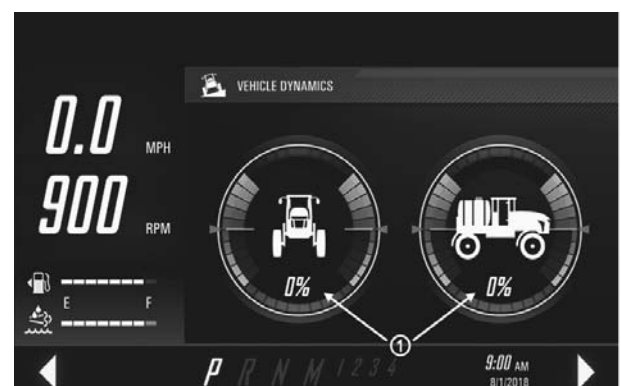 VEHICLE DYNAMICS
0.0 MPH
900 RPM
E F
0% 0%
1
P R N M 1 2 3 4
9:00 AM
8/1/2018